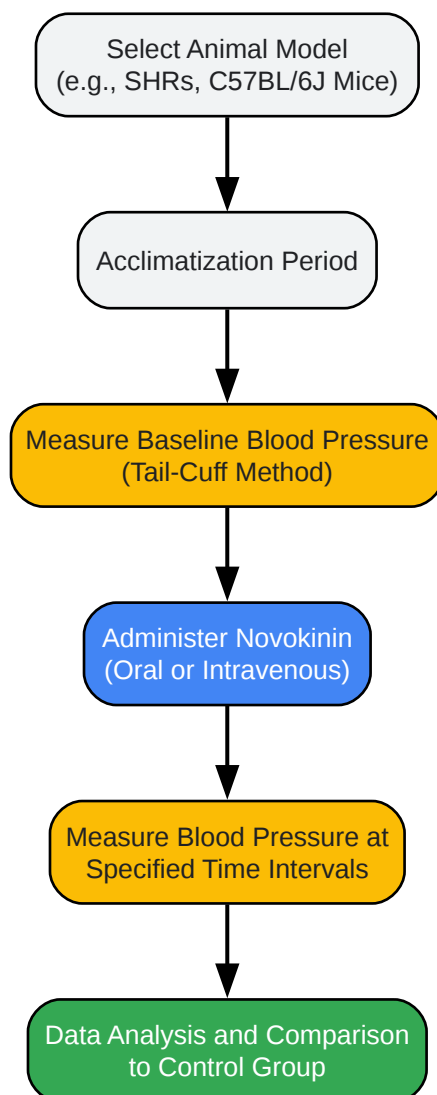 Select Animal Model
(e.g., SHRs, C57BL/6J Mice)
Acclimatization Period
Measure Baseline Blood Pressure
(Tail-Cuff Method)
Administer Novokinin
(Oral or Intravenous)
Measure Blood Pressure at
Specified Time Intervals
Data Analysis and Comparison
to Control Group